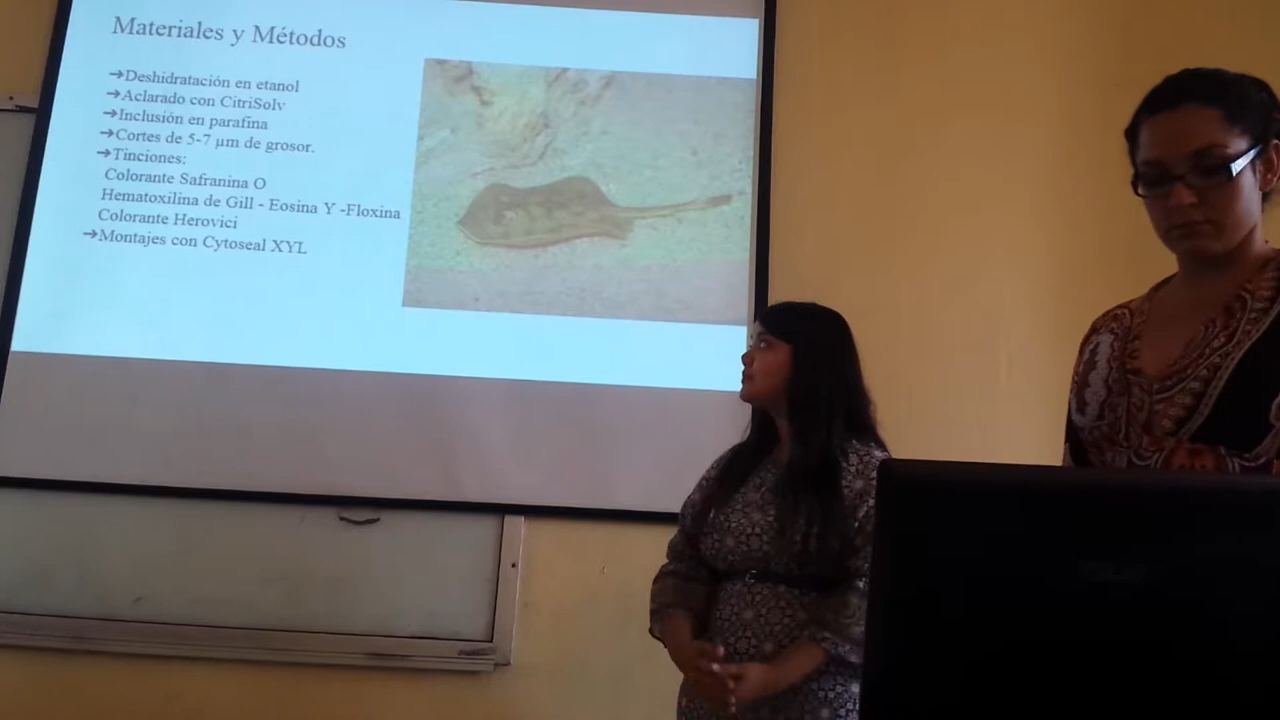 Materiales y Métodos
➔Deshidratación en etanol
➔Aclarado con CitriSolv
➔Inclusión en parafina
➔Cortes de 5-7 µm de grosor.
➔Tinciones:
Colorante Safranina O
Hematoxilina de Gill - Eosina Y -Floxina
Colorante Herovici
➔Montajes con Cytoseal XYL